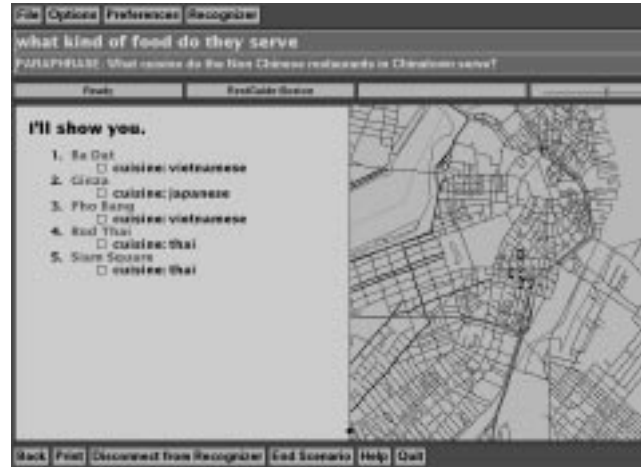 File Options Preferences Recognizer
what kind of food do they serve
PARAPHRASE: What cuisine do the Non Chinese restaurants in Chinatown serve?
Ready RestGuide Boston
I'll show you.
1. Ba Dat
cuisine: vietnamese
2. Ginza
cuisine: japanese
3. Pho Bang
cuisine: vietnamese
4. Rod Thai
cuisine: thai
5. Siam Square
cuisine: thai
Back Print Disconnect from Recognizer End Scenario Help Quit